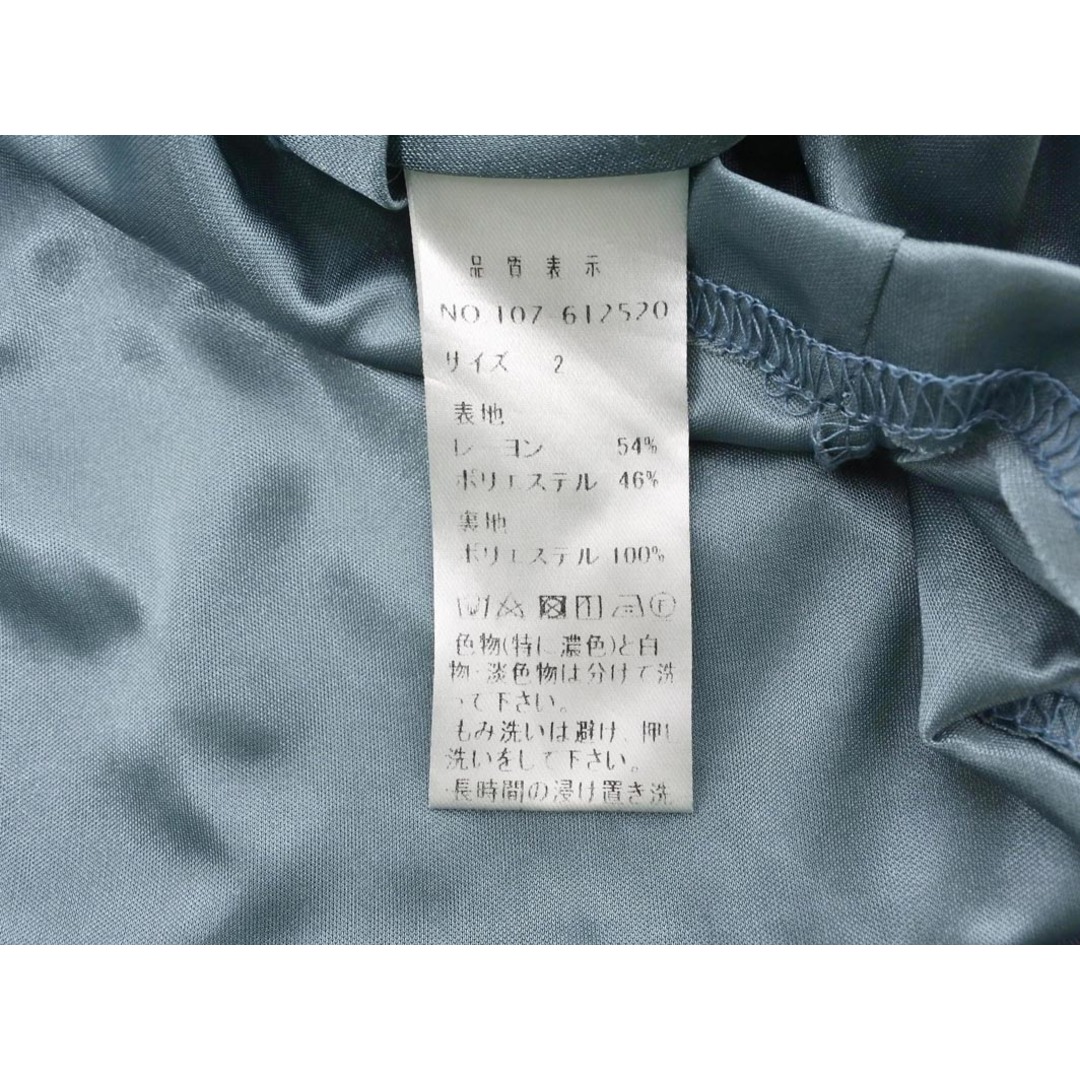 品質表示
NO 107 612520
サイズ 2
表地
レーヨン 54%
ポリエステル 46%
裏地
ポリエステル 100%
色物(特に濃色)と白
物・淡色物は分けて洗
って下さい。
もみ洗いは避け、押し
洗いをして下さい。
長時間の浸け置き洗